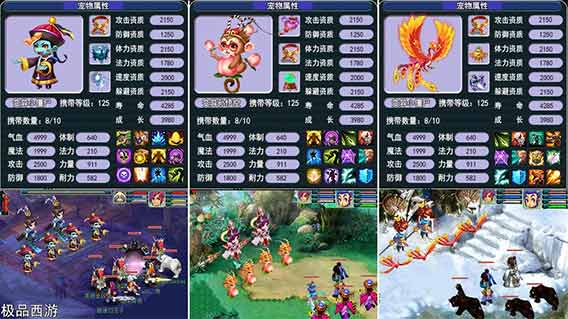 宠物属性
攻击资质 2150
防御资质 1250
体力资质 2150
法力资质 1780
速度资质 2000
躲避资质 2150
寿命 4285
成长 3980
携带等级：125
携带数量：8/10
气血 4999 体制 640
魔法 4999 法力 210
攻击 2500 力量 911
防御 1800 耐力 582
宠物属性
攻击资质 2150
防御资质 1250
体力资质 2150
法力资质 1780
速度资质 2000
躲避资质 2150
寿命 4285
成长 3980
携带等级：125
携带数量：8/10
气血 4999 体制 640
魔法 4999 法力 210
攻击 2500 力量 911
防御 1800 耐力 582
宠物属性
攻击资质 2150
防御资质 1250
体力资质 2150
法力资质 1780
速度资质 2000
躲避资质 2150
寿命 4285
成长 3980
携带等级：125
携带数量：8/10
气血 4999 体制 640
魔法 4999 法力 210
攻击 2500 力量 911
防御 1800 耐力 582
极品西游